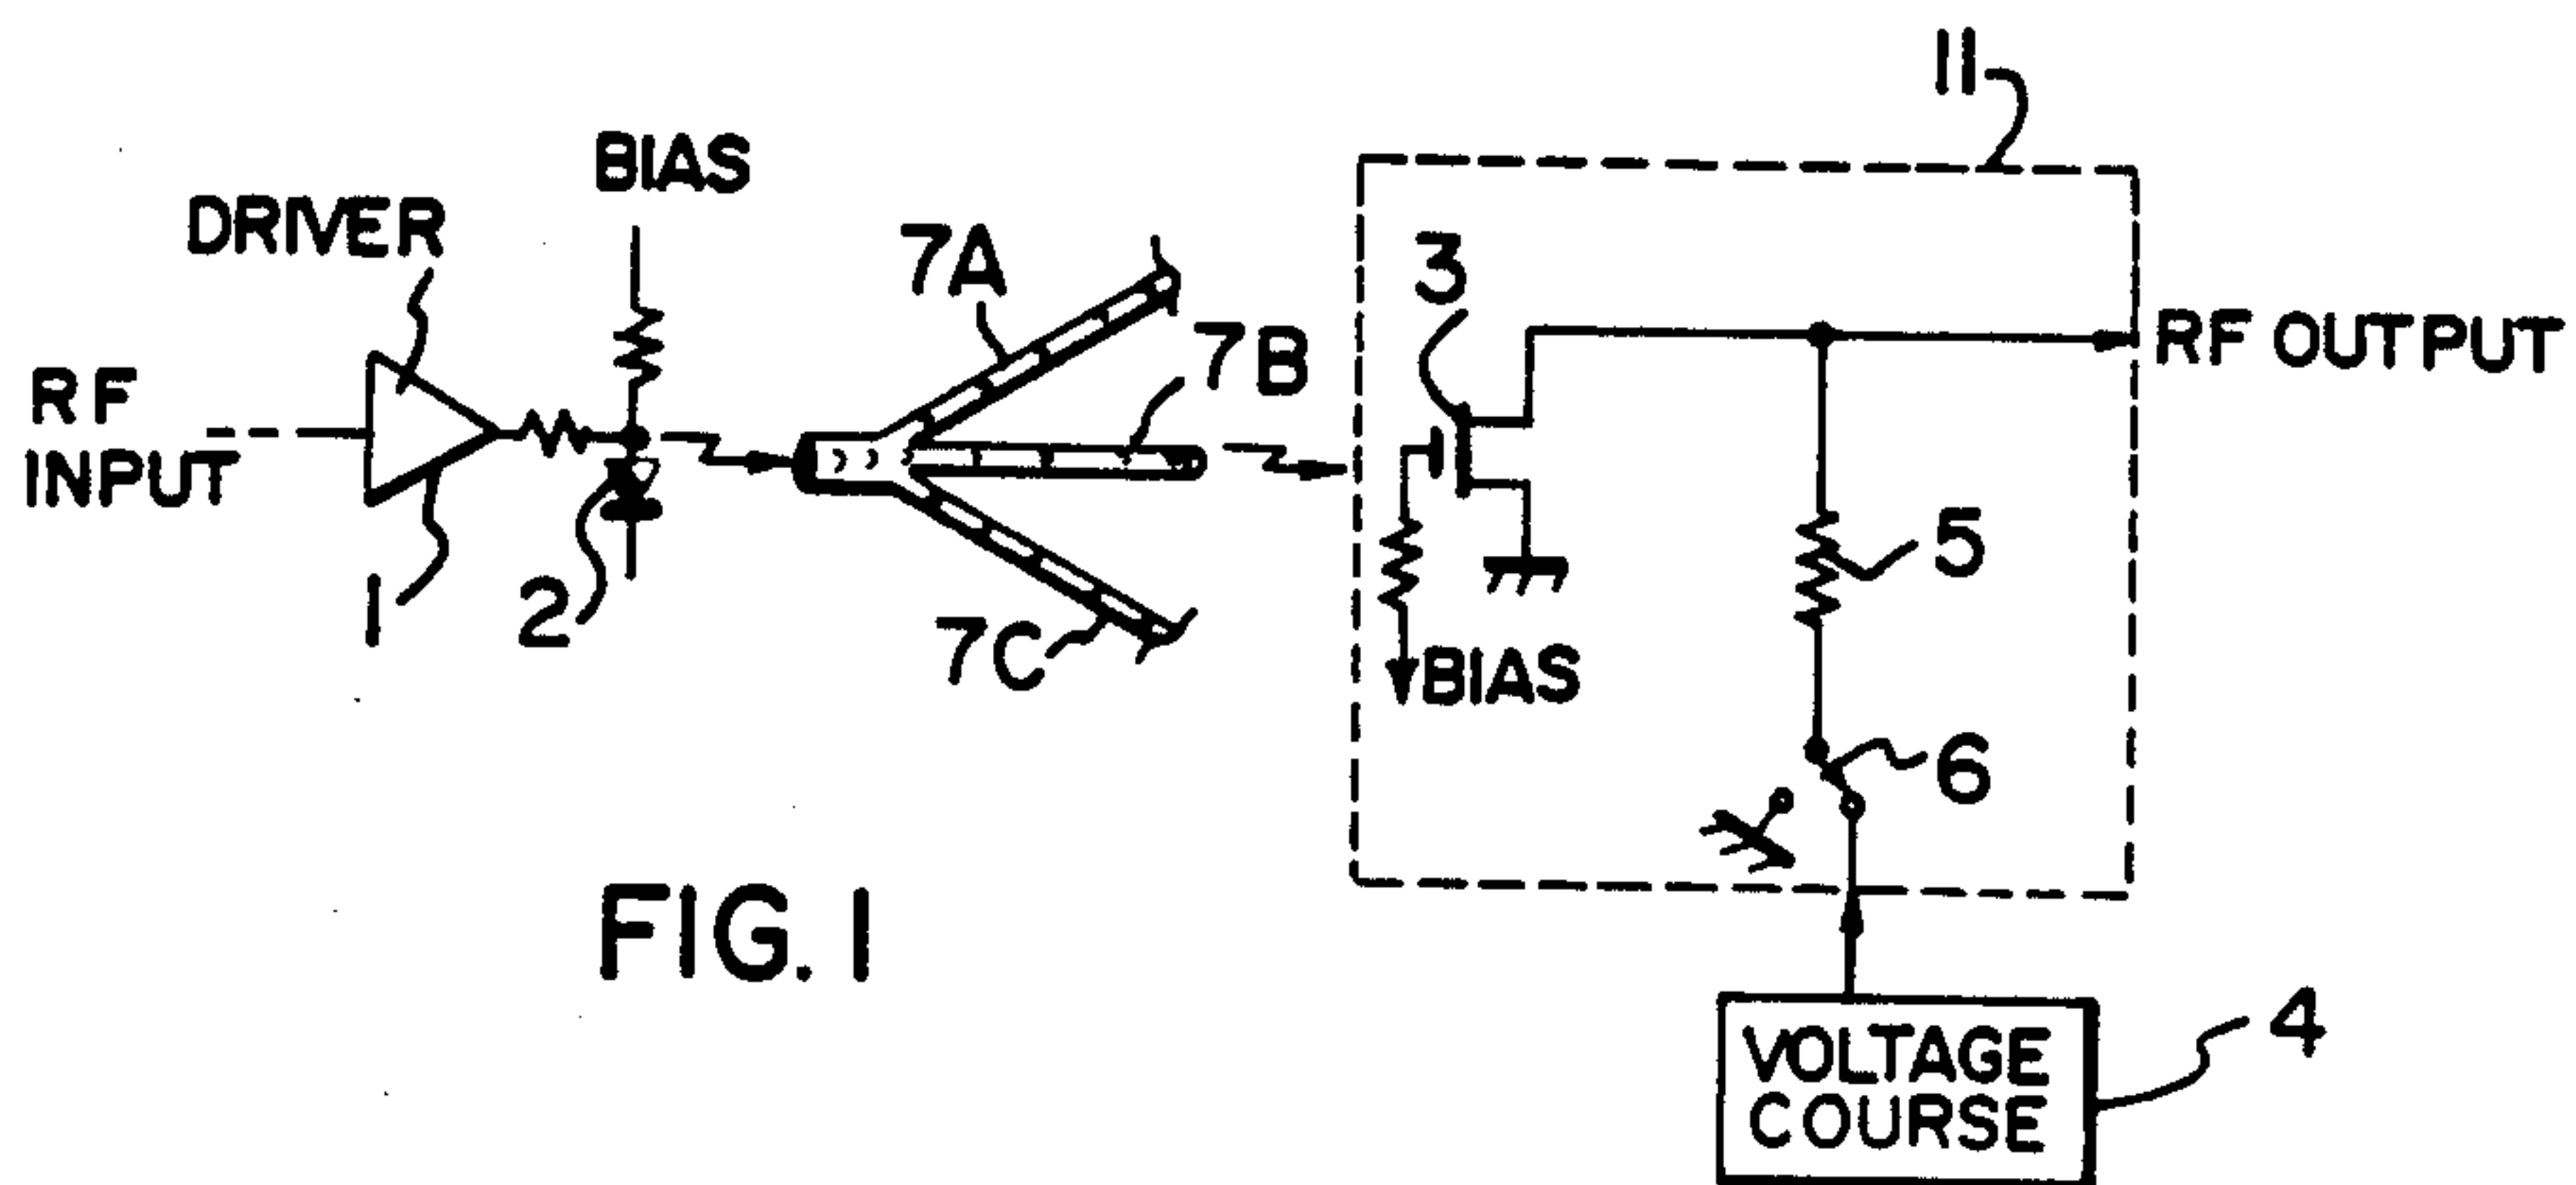 11
BIAS
DRIVER
7A
3
7B
RF
INPUT
RF OUTPUT
5
1
2
7C
BIAS
6
FIG. 1
VOLTAGE
COURSE
4